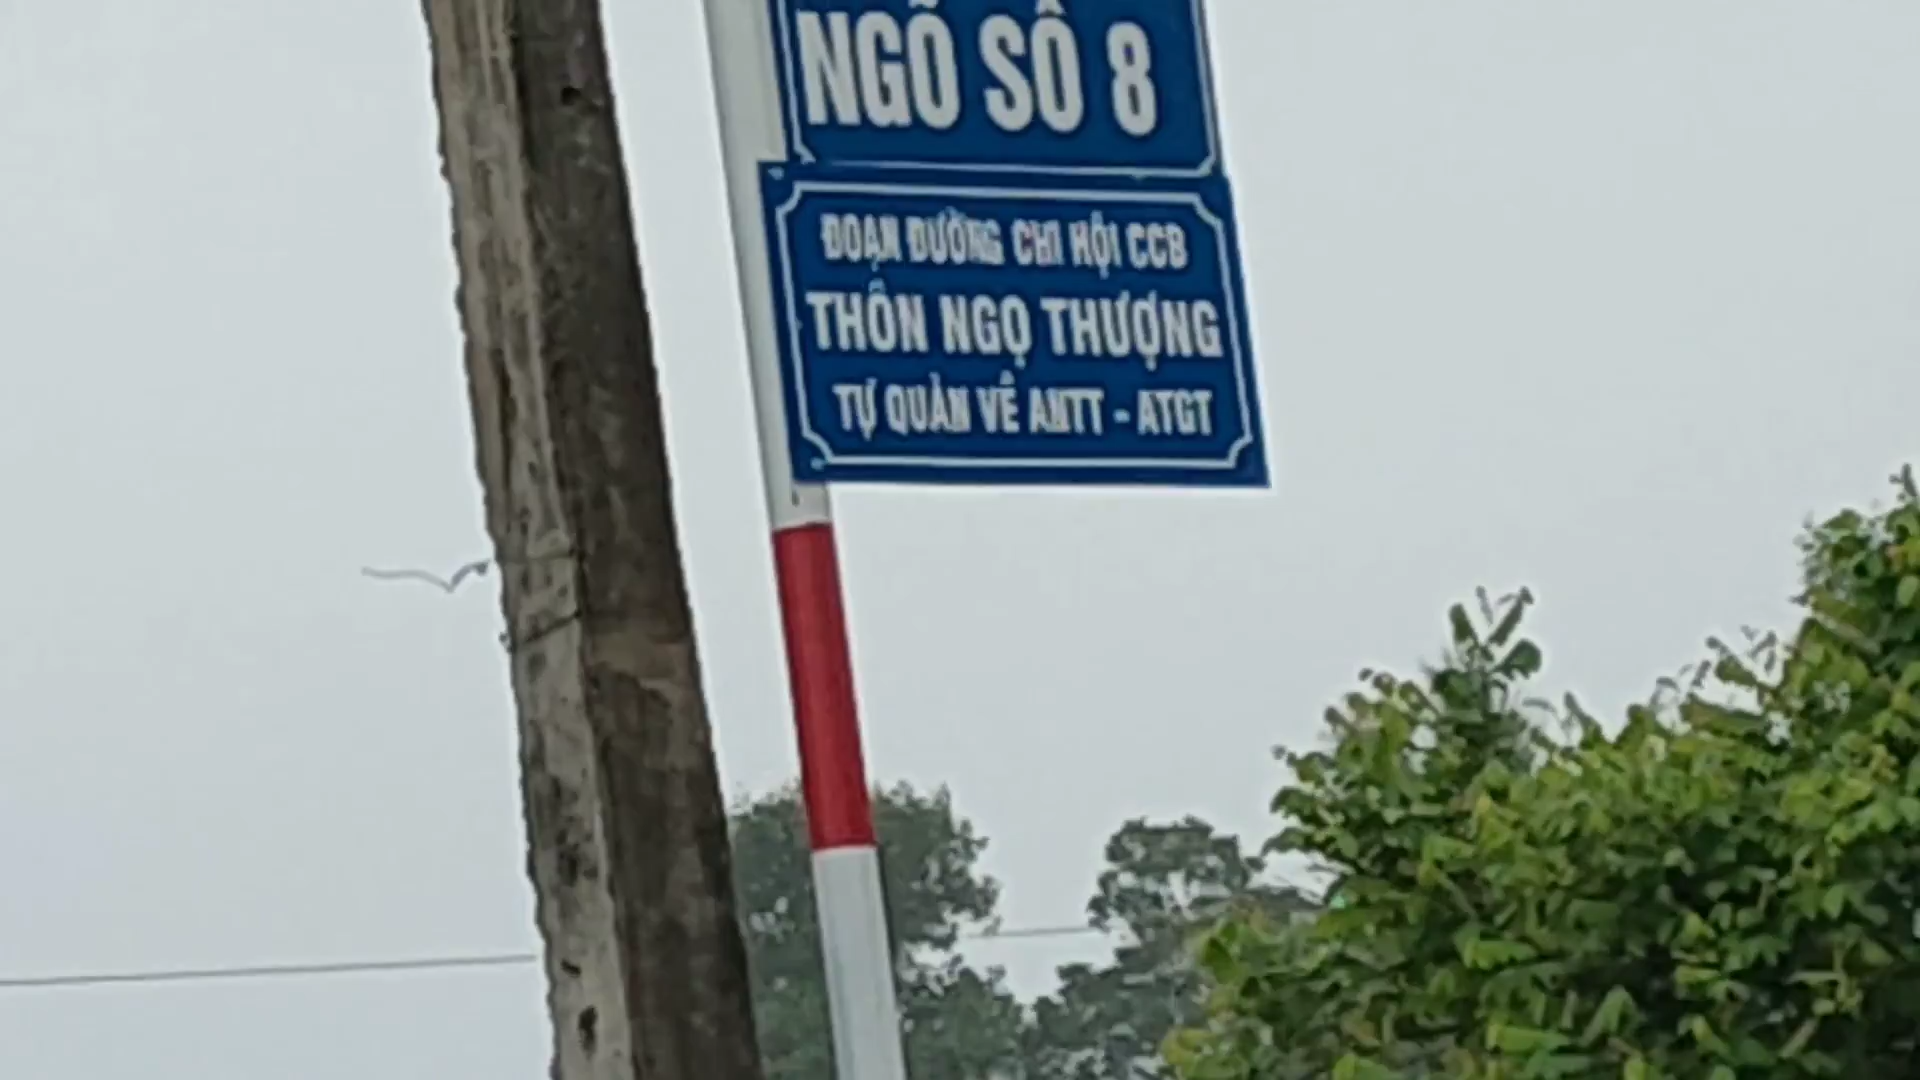 NGÕ SỐ 8
ĐOẠN ĐƯỜNG CHI HỘI CCB
THÔN NGỌ THƯỢNG
TỰ QUẢN VỀ ANTT - ATGT